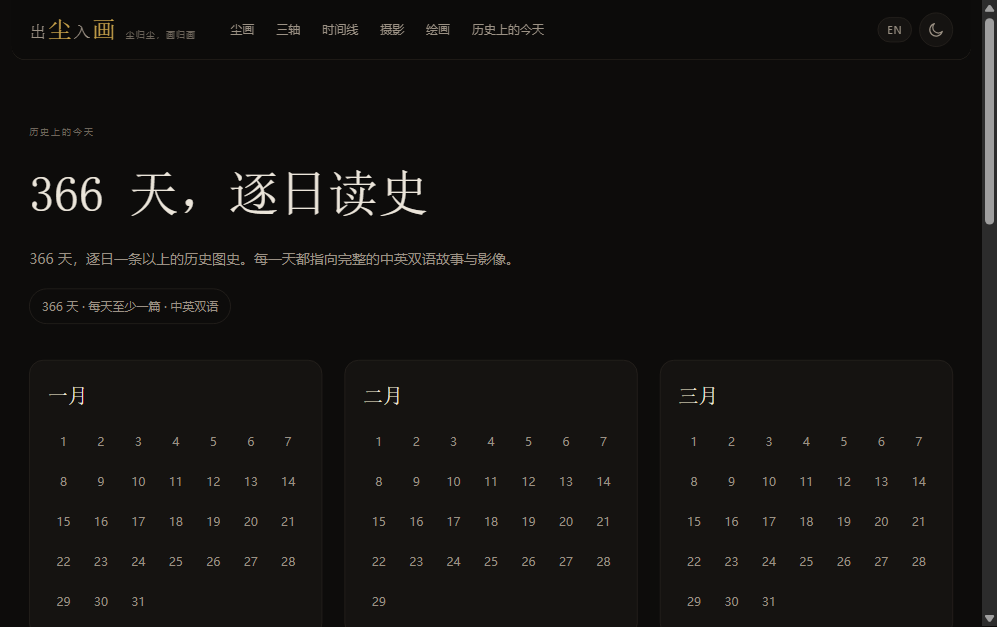 出尘入画 尘归尘，画归画 尘画 三轴 时间线 摄影 绘画 历史上的今天 EN
历史上的今天
366 天，逐日读史
366 天，逐日一条以上的历史图史。每一天都指向完整的中英双语故事与影像。
366 天 · 每天至少一篇 · 中英双语
一月
1 2 3 4 5 6 7
8 9 10 11 12 13 14
15 16 17 18 19 20 21
22 23 24 25 26 27 28
29 30 31
二月
1 2 3 4 5 6 7
8 9 10 11 12 13 14
15 16 17 18 19 20 21
22 23 24 25 26 27 28
29
三月
1 2 3 4 5 6 7
8 9 10 11 12 13 14
15 16 17 18 19 20 21
22 23 24 25 26 27 28
29 30 31